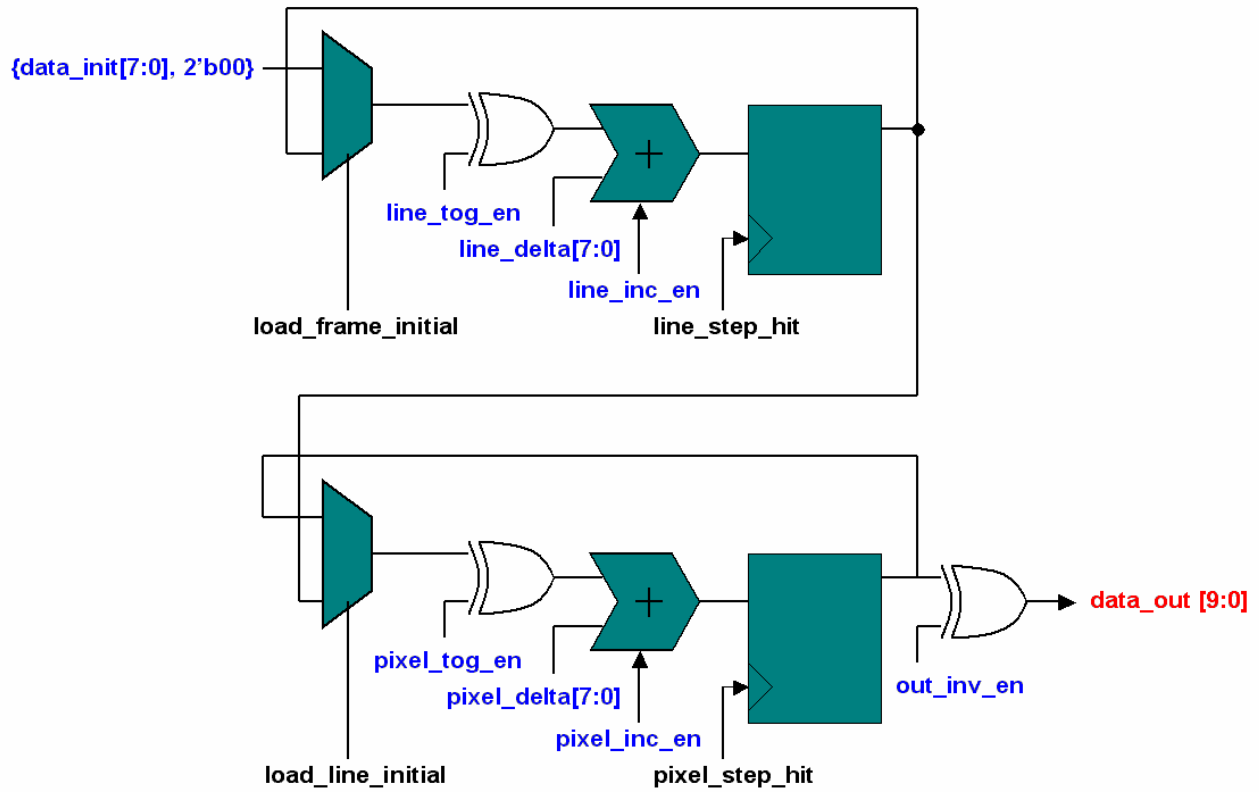 {data_init[7:0], 2'b00}
+
line_tog_en
line_delta[7:0]
line_inc_en
load_frame_initial
line_step_hit
+
data_out [9:0]
pixel_tog_en
pixel_delta[7:0]
out_inv_en
pixel_inc_en
load_line_initial
pixel_step_hit